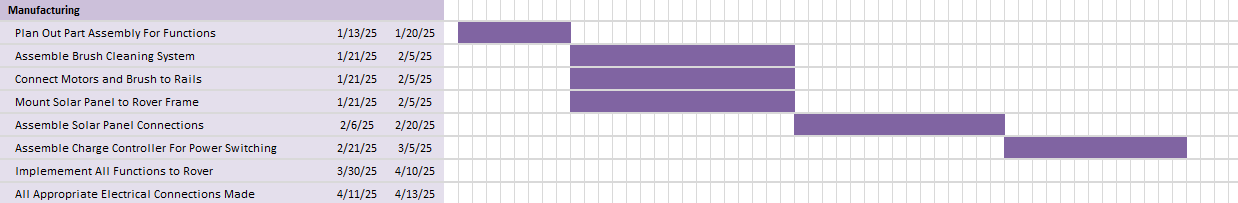 Manufacturing
Plan Out Part Assembly For Functions 1/13/25 1/20/25
Assemble Brush Cleaning System 1/21/25 2/5/25
Connect Motors and Brush to Rails 1/21/25 2/5/25
Mount Solar Panel to Rover Frame 1/21/25 2/5/25
Assemble Solar Panel Connections 2/6/25 2/20/25
Assemble Charge Controller For Power Switching 2/21/25 3/5/25
Implemement All Functions to Rover 3/30/25 4/10/25
All Appropriate Electrical Connections Made 4/11/25 4/13/25